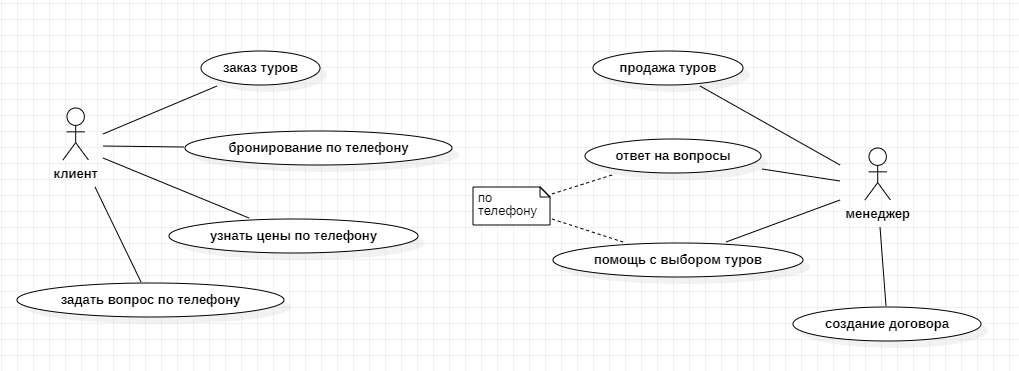 заказ туров
бронирование по телефону
клиент
узнать цены по телефону
задать вопрос по телефону
продажа туров
ответ на вопросы
по
телефону
менеджер
помощь с выбором туров
создание договора